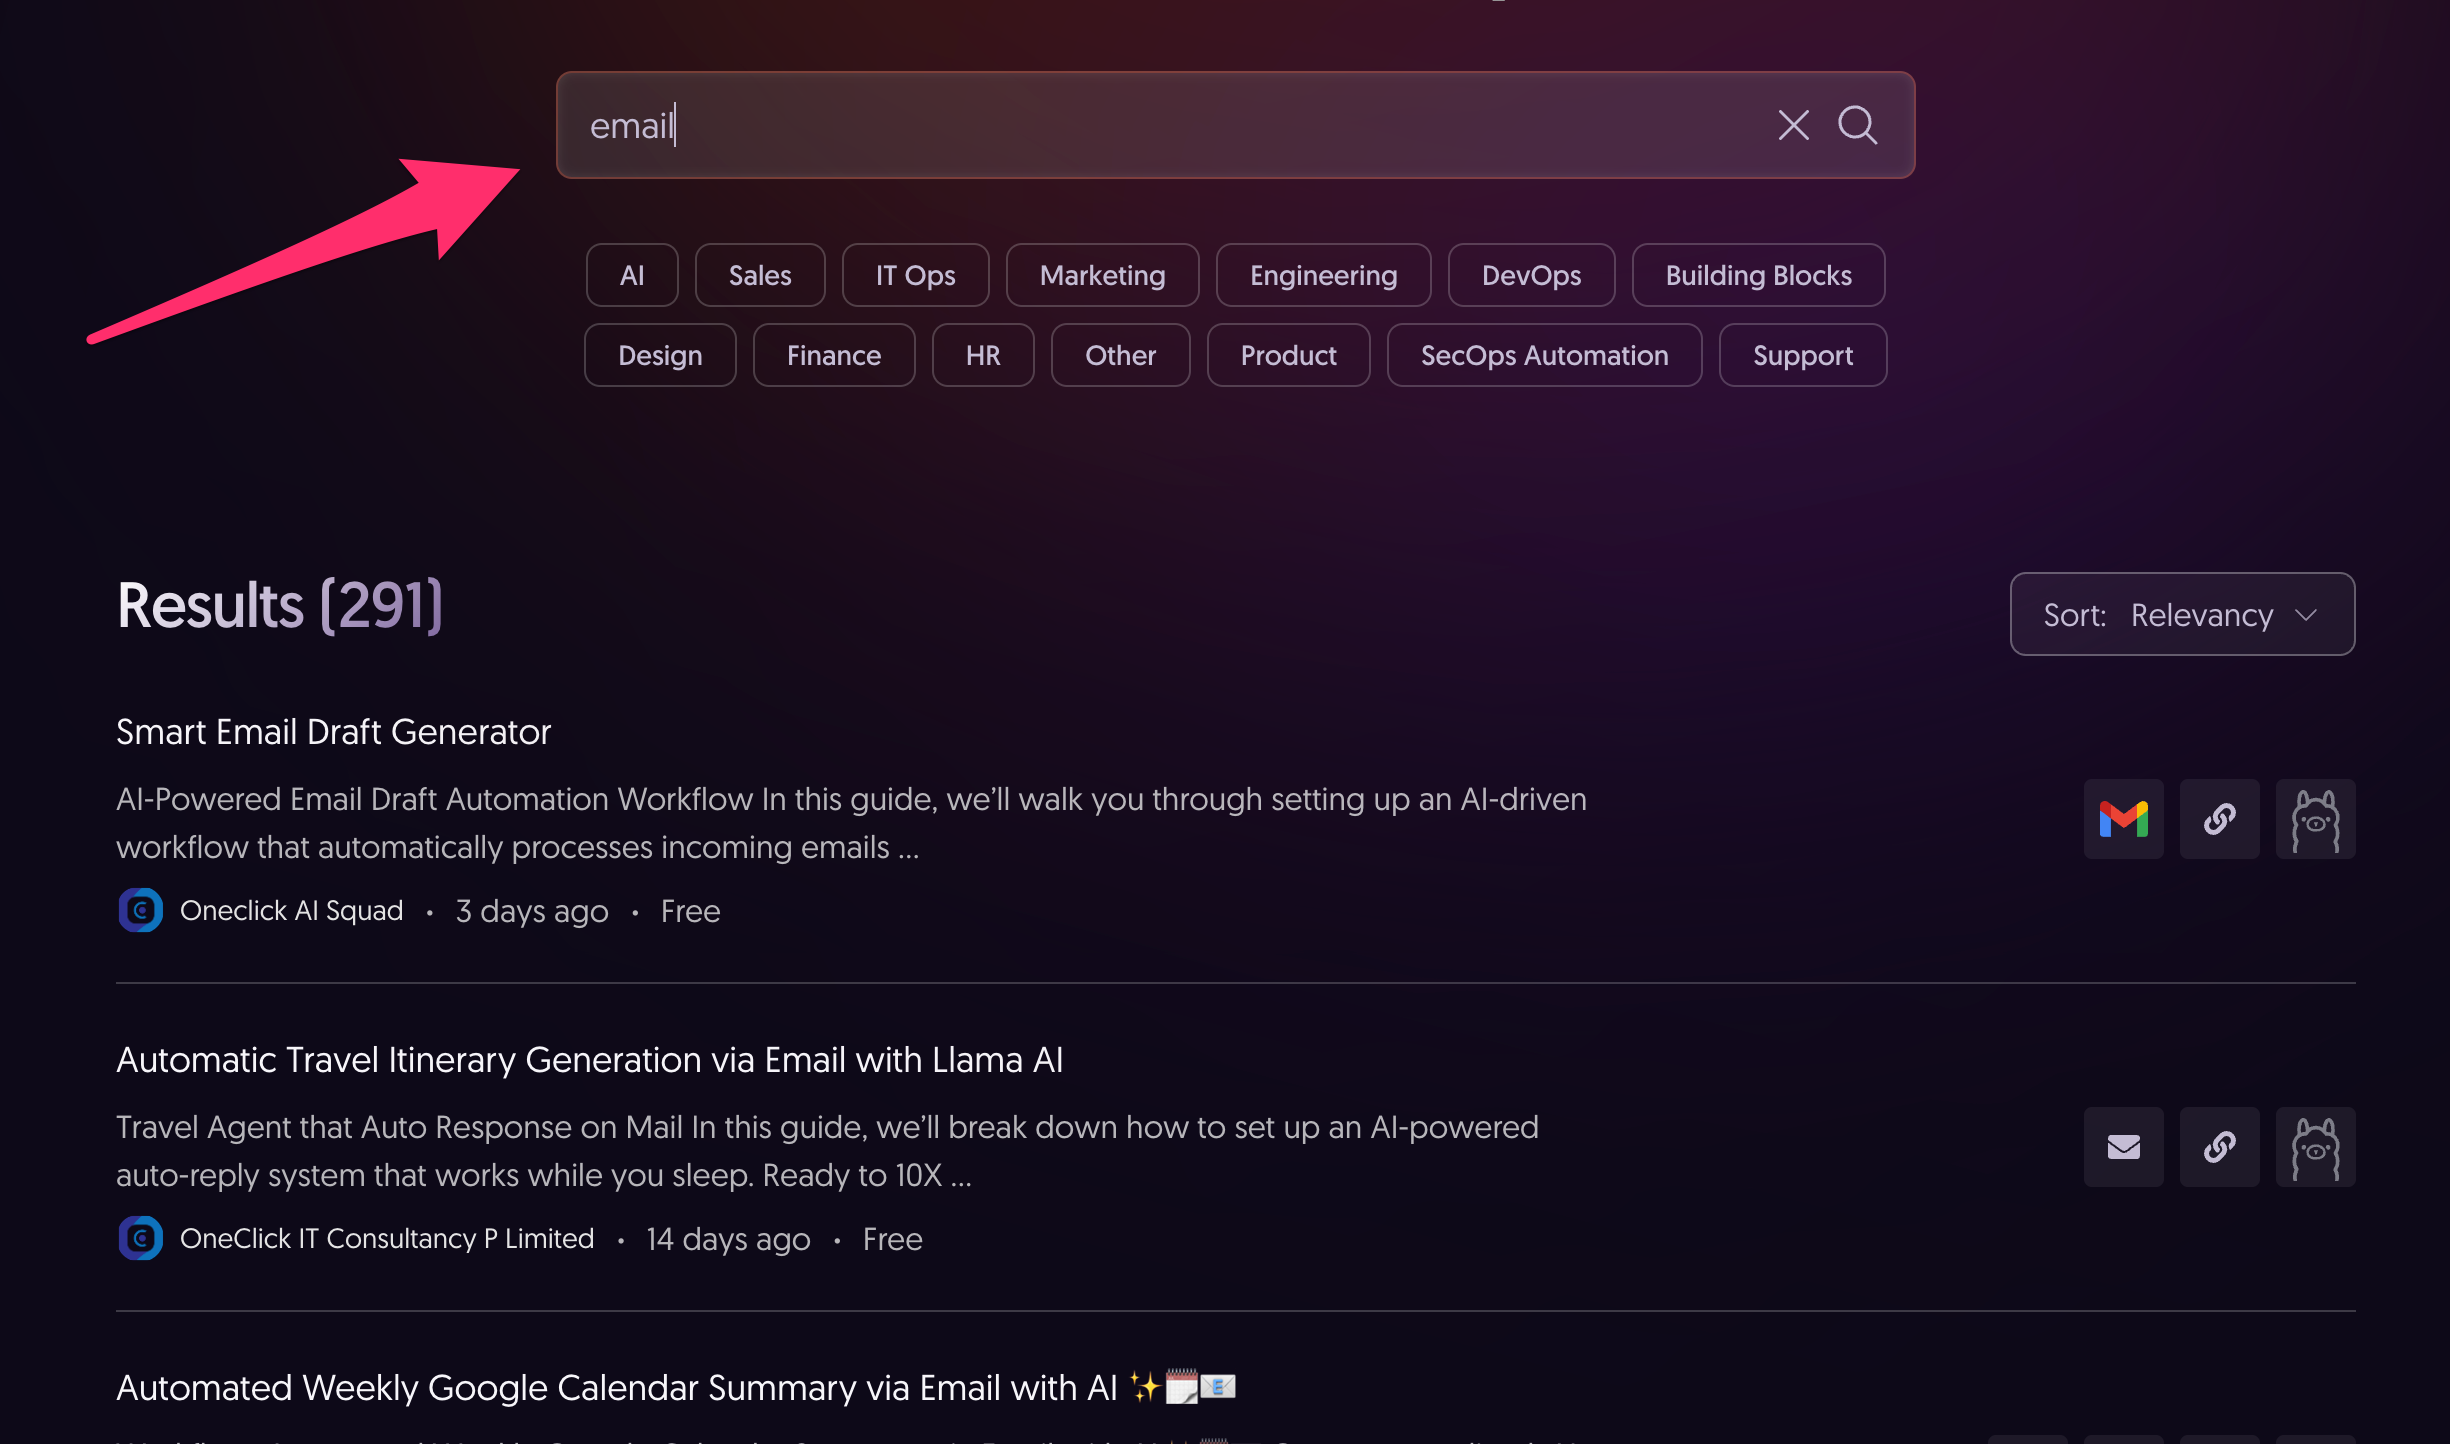 email
AI Sales IT Ops Marketing Engineering DevOps Building Blocks
Design Finance HR Other Product SecOps Automation Support
Results (291)
Sort: Relevancy
Smart Email Draft Generator
AI-Powered Email Draft Automation Workflow In this guide, we’ll walk you through setting up an AI-driven
workflow that automatically processes incoming emails ...
Oneclick AI Squad • 3 days ago • Free
Automatic Travel Itinerary Generation via Email with Llama AI
Travel Agent that Auto Response on Mail In this guide, we’ll break down how to set up an AI-powered
auto-reply system that works while you sleep. Ready to 10X ...
OneClick IT Consultancy P Limited • 14 days ago • Free
Automated Weekly Google Calendar Summary via Email with AI ✨🗓️📧